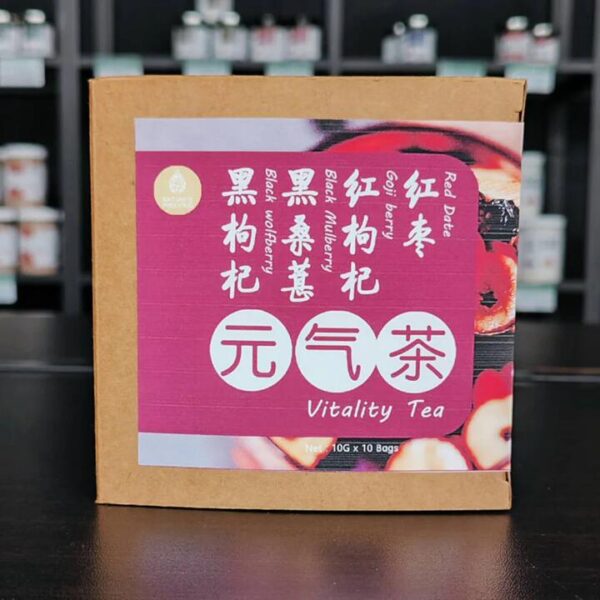 红枣
Red Date
红枸杞
Goji berry
黑桑葚
Black Mulberry
黑枸杞
Black wolfberry
元气茶
Vitality Tea
Net : 10G x 10 Bags